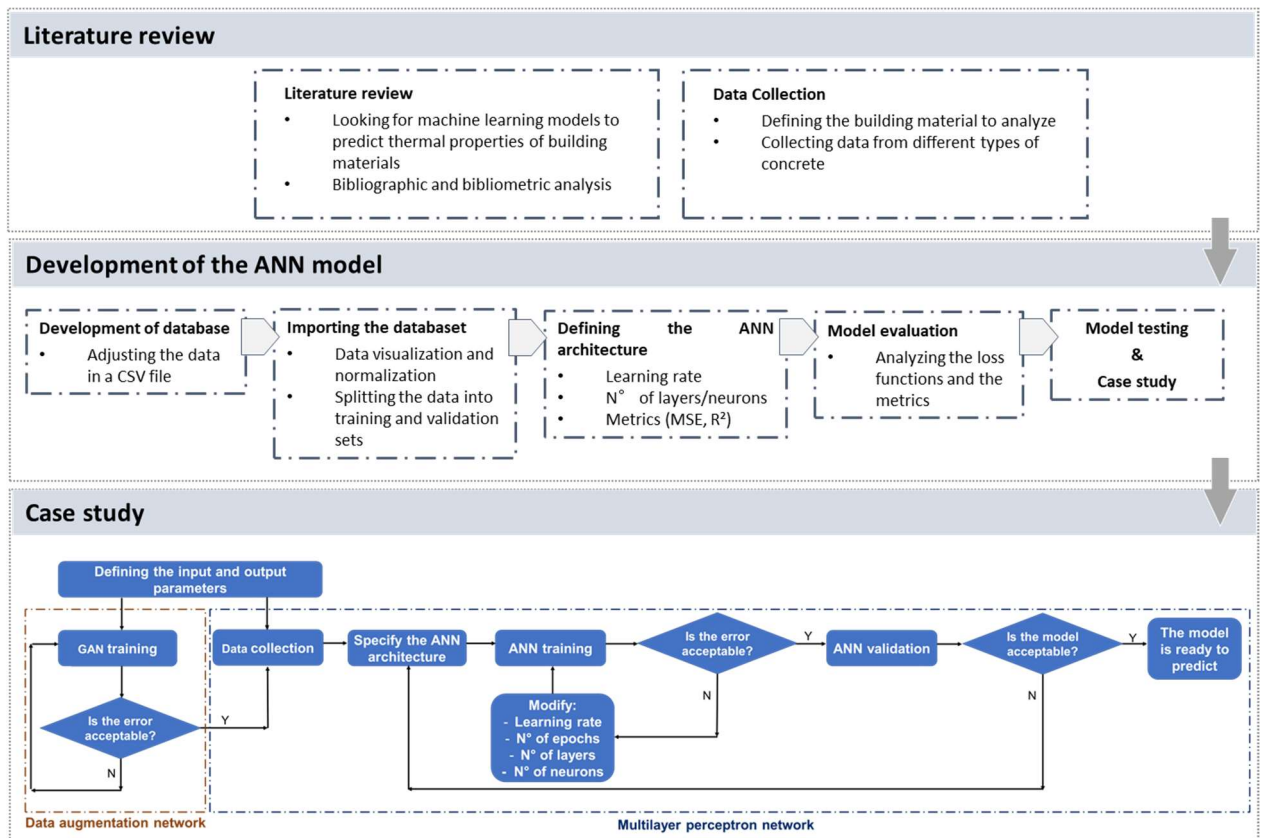 Literature review
Literature review
• Looking for machine learning models to
predict thermal properties of building
materials
• Bibliographic and bibliometric analysis
Data Collection
• Defining the building material to analyze
• Collecting data from different types of
concrete
Development of the ANN model
Development of database
• Adjusting the data
in a CSV file
Importing the databaset
• Data visualization and
normalization
• Splitting the data into
training and validation
sets
Defining the ANN
architecture
• Learning rate
• N° of layers/neurons
• Metrics (MSE, R²)
Model evaluation
• Analyzing the loss
functions and the
metrics
Model testing
&
Case study
Case study
Defining the input and output
parameters
GAN training
Is the error
acceptable?
Y
N
Data augmentation network
Data collection
Specify the ANN
architecture
ANN training
Is the error
acceptable?
Y
N
Modify:
- Learning rate
- N° of epochs
- N° of layers
- N° of neurons
ANN validation
Is the model
acceptable?
Y
N
The model
is ready to
predict
Multilayer perceptron network